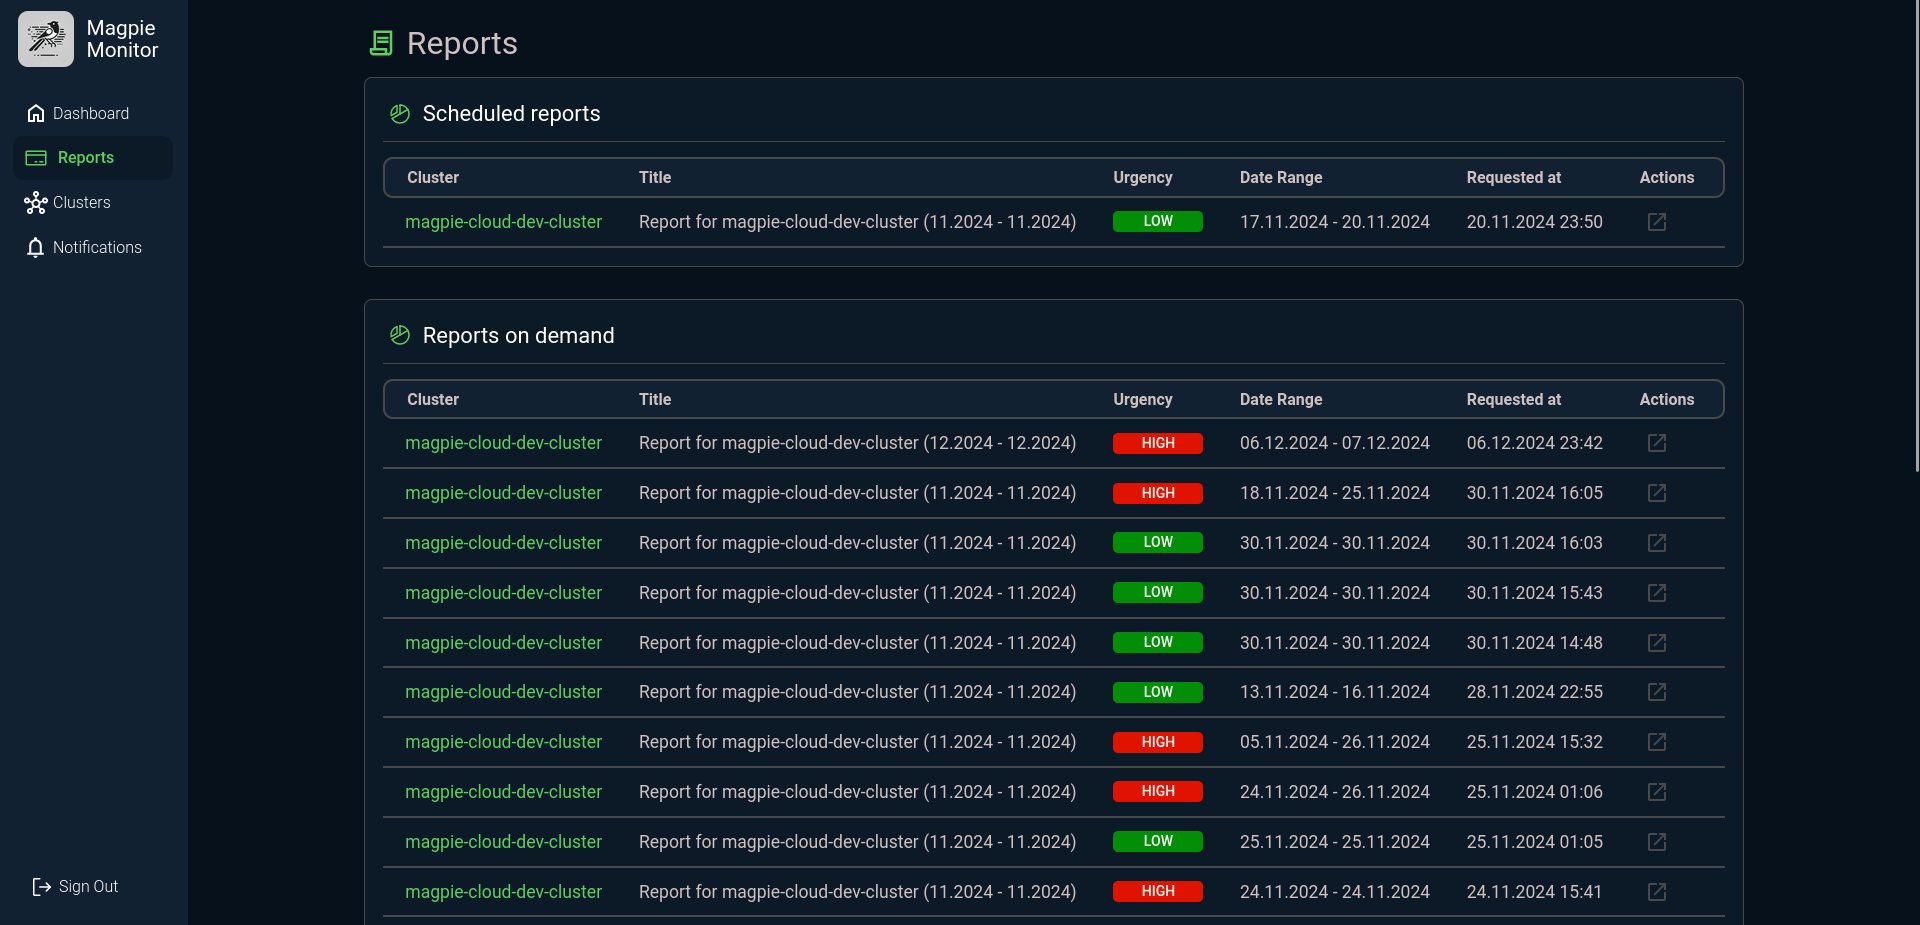 Magpie
Monitor
Dashboard
Reports
Clusters
Notifications
Sign Out
Reports
Scheduled reports
Cluster Title Urgency Date Range Requested at Actions
magpie-cloud-dev-cluster Report for magpie-cloud-dev-cluster (11.2024 - 11.2024) LOW 17.11.2024 - 20.11.2024 20.11.2024 23:50
Reports on demand
Cluster Title Urgency Date Range Requested at Actions
magpie-cloud-dev-cluster Report for magpie-cloud-dev-cluster (12.2024 - 12.2024) HIGH 06.12.2024 - 07.12.2024 06.12.2024 23:42
magpie-cloud-dev-cluster Report for magpie-cloud-dev-cluster (11.2024 - 11.2024) HIGH 18.11.2024 - 25.11.2024 30.11.2024 16:05
magpie-cloud-dev-cluster Report for magpie-cloud-dev-cluster (11.2024 - 11.2024) LOW 30.11.2024 - 30.11.2024 30.11.2024 16:03
magpie-cloud-dev-cluster Report for magpie-cloud-dev-cluster (11.2024 - 11.2024) LOW 30.11.2024 - 30.11.2024 30.11.2024 15:43
magpie-cloud-dev-cluster Report for magpie-cloud-dev-cluster (11.2024 - 11.2024) LOW 30.11.2024 - 30.11.2024 30.11.2024 14:48
magpie-cloud-dev-cluster Report for magpie-cloud-dev-cluster (11.2024 - 11.2024) LOW 13.11.2024 - 16.11.2024 28.11.2024 22:55
magpie-cloud-dev-cluster Report for magpie-cloud-dev-cluster (11.2024 - 11.2024) HIGH 05.11.2024 - 26.11.2024 25.11.2024 15:32
magpie-cloud-dev-cluster Report for magpie-cloud-dev-cluster (11.2024 - 11.2024) HIGH 24.11.2024 - 26.11.2024 25.11.2024 01:06
magpie-cloud-dev-cluster Report for magpie-cloud-dev-cluster (11.2024 - 11.2024) LOW 25.11.2024 - 25.11.2024 25.11.2024 01:05
magpie-cloud-dev-cluster Report for magpie-cloud-dev-cluster (11.2024 - 11.2024) HIGH 24.11.2024 - 24.11.2024 24.11.2024 15:41